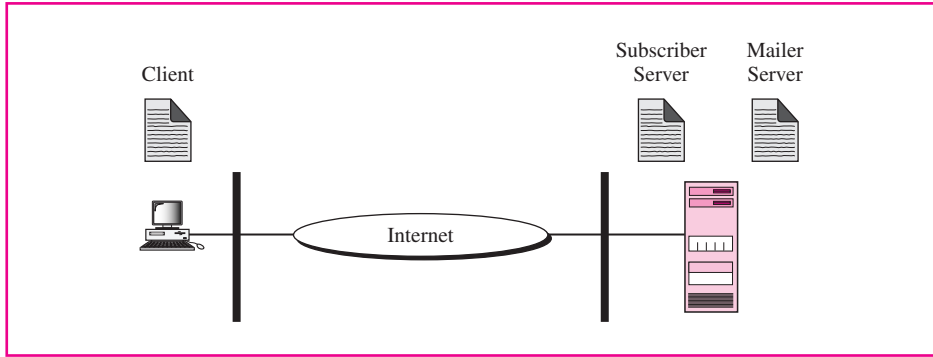 Client
Subscriber
Server
Mailer
Server
Internet